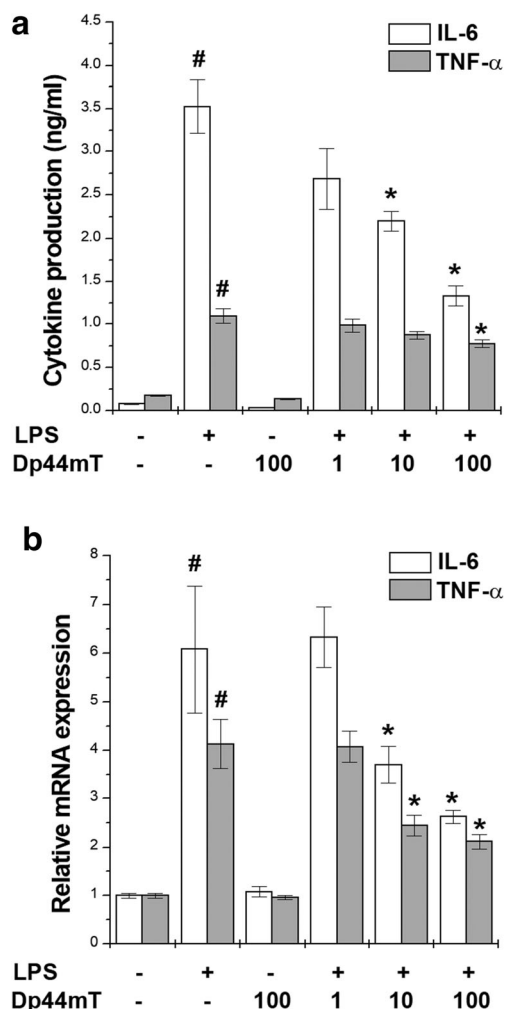 a
IL-6
TNF-α
Cytokine production (ng/ml)
4.5
4.0
3.5
3.0
2.5
2.0
1.5
1.0
0.5
0.0
#
#
*
*
*
LPS - + - + + +
Dp44mT - - 100 1 10 100
b
IL-6
TNF-α
Relative mRNA expression
8
7
6
5
4
3
2
1
0
#
#
*
*
*
*
LPS - + - + + +
Dp44mT - - 100 1 10 100